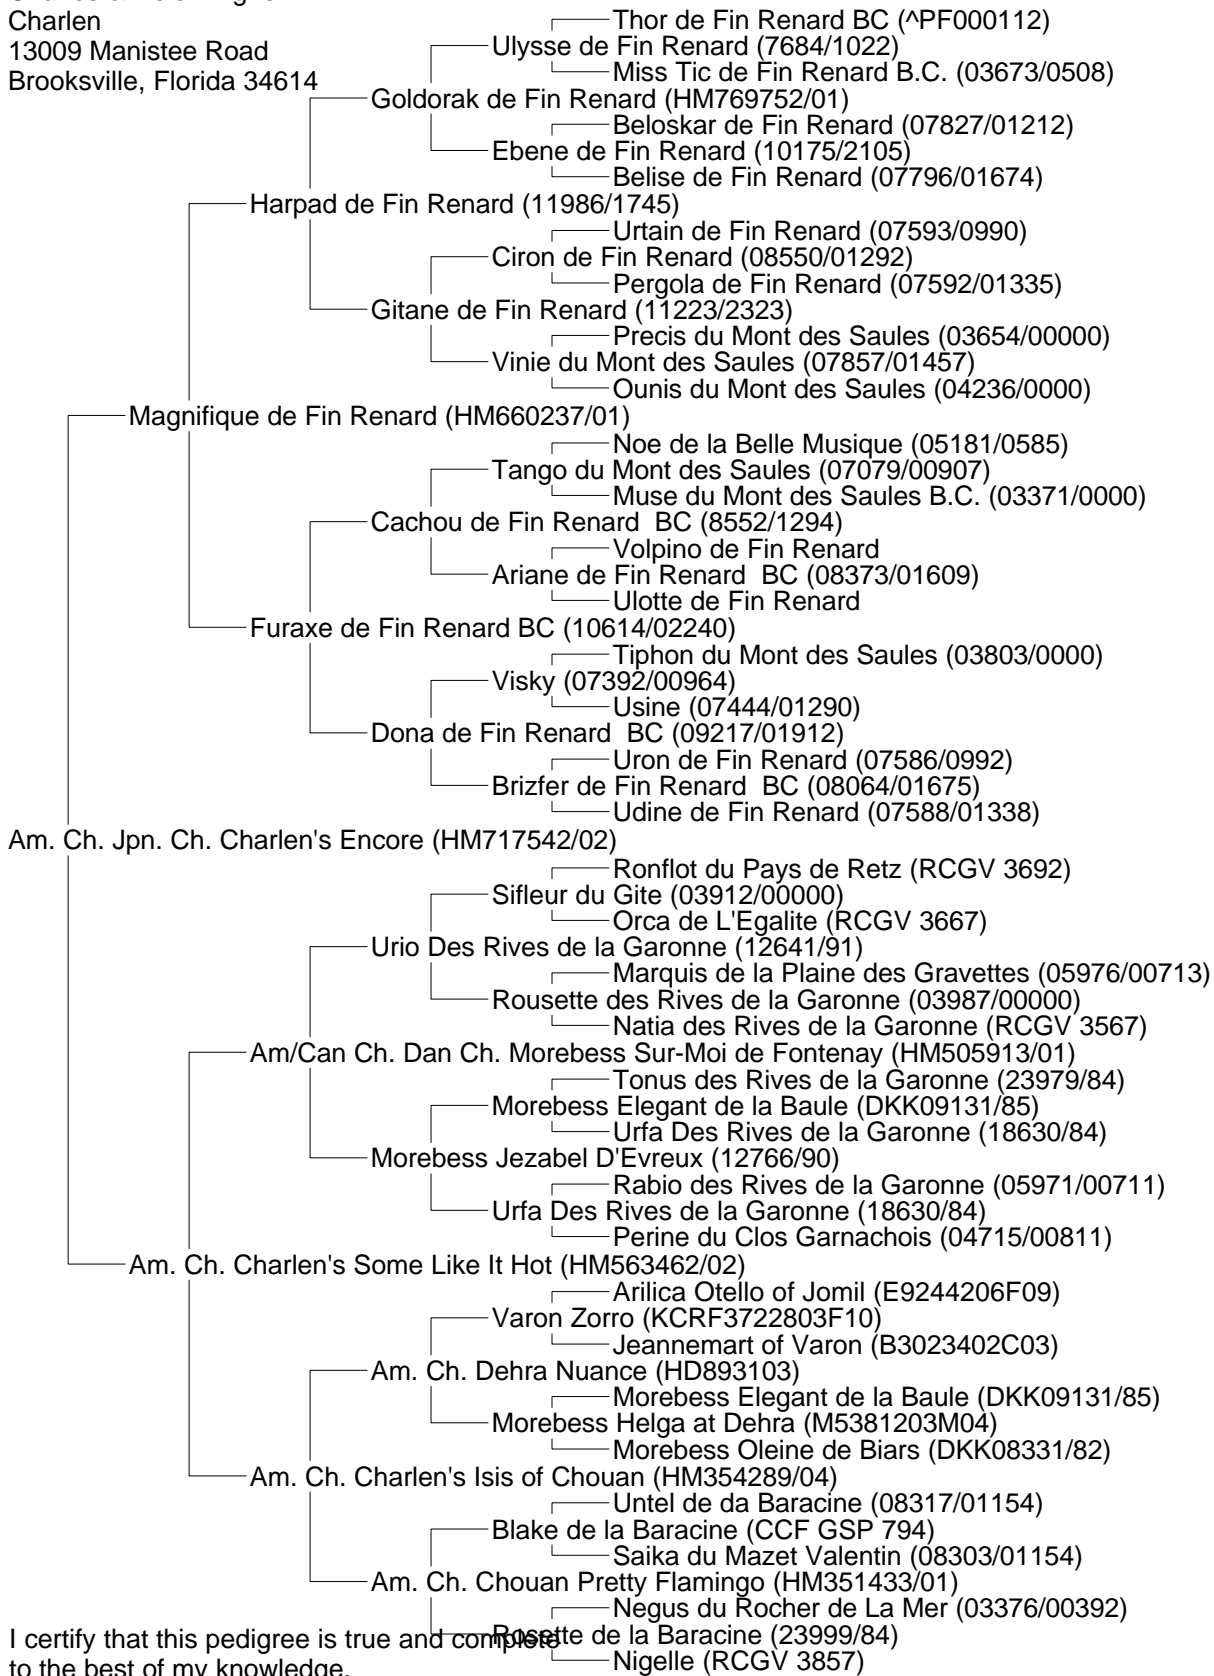 Charlen
13009 Manistee Road
Brooksville, Florida 34614
Thor de Fin Renard BC (^PF000112)
Ulysse de Fin Renard (7684/1022)
Miss Tic de Fin Renard B.C. (03673/0508)
Goldorak de Fin Renard (HM769752/01)
Beloskar de Fin Renard (07827/01212)
Ebene de Fin Renard (10175/2105)
Belise de Fin Renard (07796/01674)
Harpad de Fin Renard (11986/1745)
Urtain de Fin Renard (07593/0990)
Ciron de Fin Renard (08550/01292)
Pergola de Fin Renard (07592/01335)
Gitane de Fin Renard (11223/2323)
Precis du Mont des Saules (03654/00000)
Vinie du Mont des Saules (07857/01457)
Ounis du Mont des Saules (04236/0000)
Magnifique de Fin Renard (HM660237/01)
Noe de la Belle Musique (05181/0585)
Tango du Mont des Saules (07079/00907)
Muse du Mont des Saules B.C. (03371/0000)
Cachou de Fin Renard  BC (8552/1294)
Volpino de Fin Renard
Ariane de Fin Renard  BC (08373/01609)
Ulotte de Fin Renard
Furaxe de Fin Renard BC (10614/02240)
Tiphon du Mont des Saules (03803/0000)
Visky (07392/00964)
Usine (07444/01290)
Dona de Fin Renard  BC (09217/01912)
Uron de Fin Renard (07586/0992)
Brizfer de Fin Renard  BC (08064/01675)
Udine de Fin Renard (07588/01338)
Am. Ch. Jpn. Ch. Charlen's Encore (HM717542/02)
Ronflot du Pays de Retz (RCGV 3692)
Sifleur du Gite (03912/00000)
Orca de L'Egalite (RCGV 3667)
Urio Des Rives de la Garonne (12641/91)
Marquis de la Plaine des Gravettes (05976/00713)
Rousette des Rives de la Garonne (03987/00000)
Natia des Rives de la Garonne (RCGV 3567)
Am/Can Ch. Dan Ch. Morebess Sur-Moi de Fontenay (HM505913/01)
Tonus des Rives de la Garonne (23979/84)
Morebess Elegant de la Baule (DKK09131/85)
Urfa Des Rives de la Garonne (18630/84)
Morebess Jezabel D'Evreux (12766/90)
Rabio des Rives de la Garonne (05971/00711)
Urfa Des Rives de la Garonne (18630/84)
Perine du Clos Garnachois (04715/00811)
Am. Ch. Charlen's Some Like It Hot (HM563462/02)
Arilica Otello of Jomil (E9244206F09)
Varon Zorro (KCRF3722803F10)
Jeannemart of Varon (B3023402C03)
Am. Ch. Dehra Nuance (HD893103)
Morebess Elegant de la Baule (DKK09131/85)
Morebess Helga at Dehra (M5381203M04)
Morebess Oleine de Biars (DKK08331/82)
Am. Ch. Charlen's Isis of Chouan (HM354289/04)
Untel de da Baracine (08317/01154)
Blake de la Baracine (CCF GSP 794)
Saika du Mazet Valentin (08303/01154)
Am. Ch. Chouan Pretty Flamingo (HM351433/01)
Negus du Rocher de La Mer (03376/00392)
Rosette de la Baracine (23999/84)
Nigelle (RCGV 3857)
I certify that this pedigree is true and complete
to the best of my knowledge.